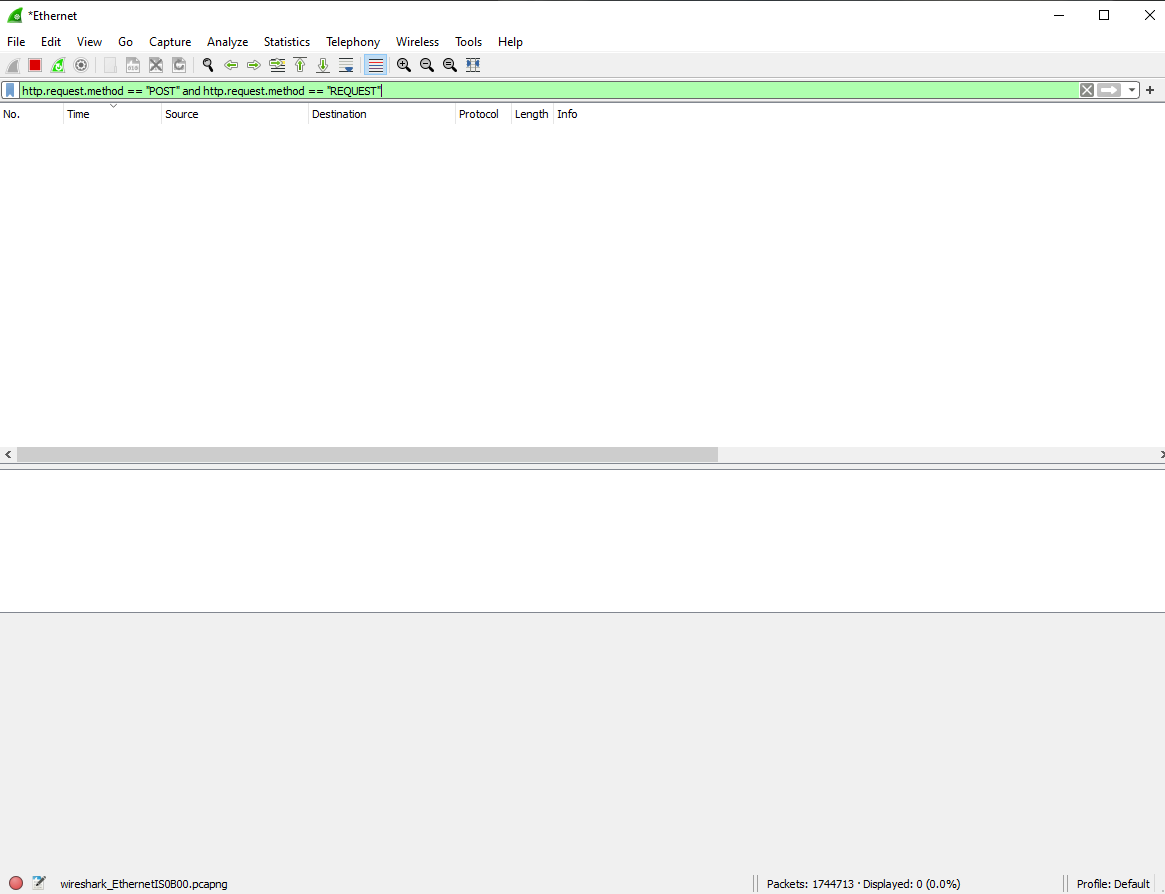 *Ethernet
File Edit View Go Capture Analyze Statistics Telephony Wireless Tools Help
http.request.method == "POST" and http.request.method == "REQUEST"
No. Time Source Destination Protocol Length Info
wireshark_EthernetIS0B00.pcapng Packets: 1744713 · Displayed: 0 (0.0%) Profile: Default